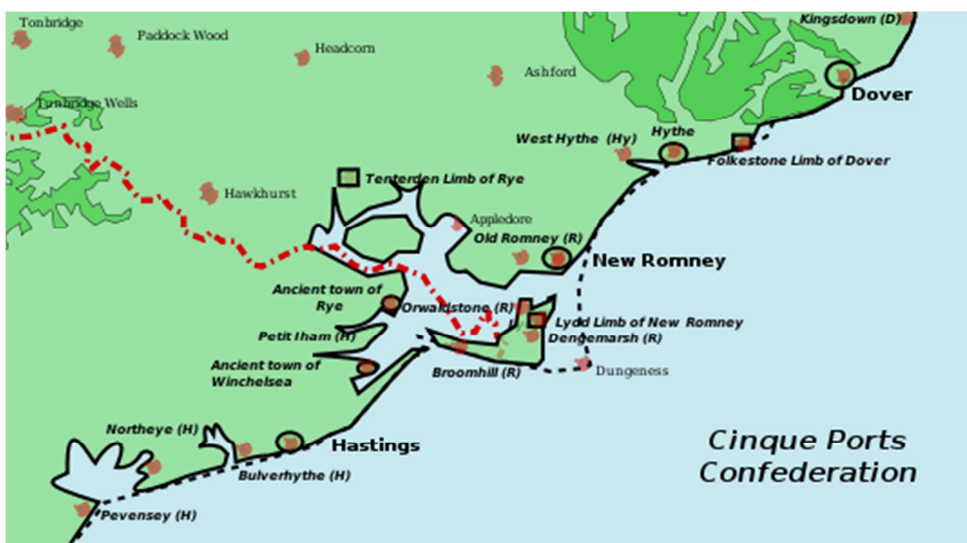 Tonbridge
Paddock Wood
Headcorn
Kingsdown (D)
Ashford
Dover
Tunbridge Wells
Hythe
West Hythe (Hy)
Folkestone Limb of Dover
Tenterden Limb of Rye
Hawkhurst
Appledore
Old Romney (R)
New Romney
Ancient town of
Rye
Orwaldstone (R)
Lydd Limb of New Romney
Petit Iham (H)
Dengemarsh (R)
Ancient town of
Winchelsea
Broomhill (R)
Dungeness
Northeye (H)
Hastings
Cinque Ports
Confederation
Bulverhythe (H)
Pevensey (H)